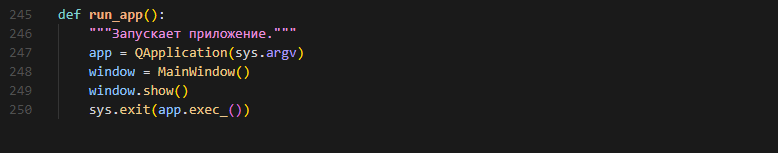 245 def run_app():
246 """Запускает приложение."""
247 app = QApplication(sys.argv)
248 window = MainWindow()
249 window.show()
250 sys.exit(app.exec_())